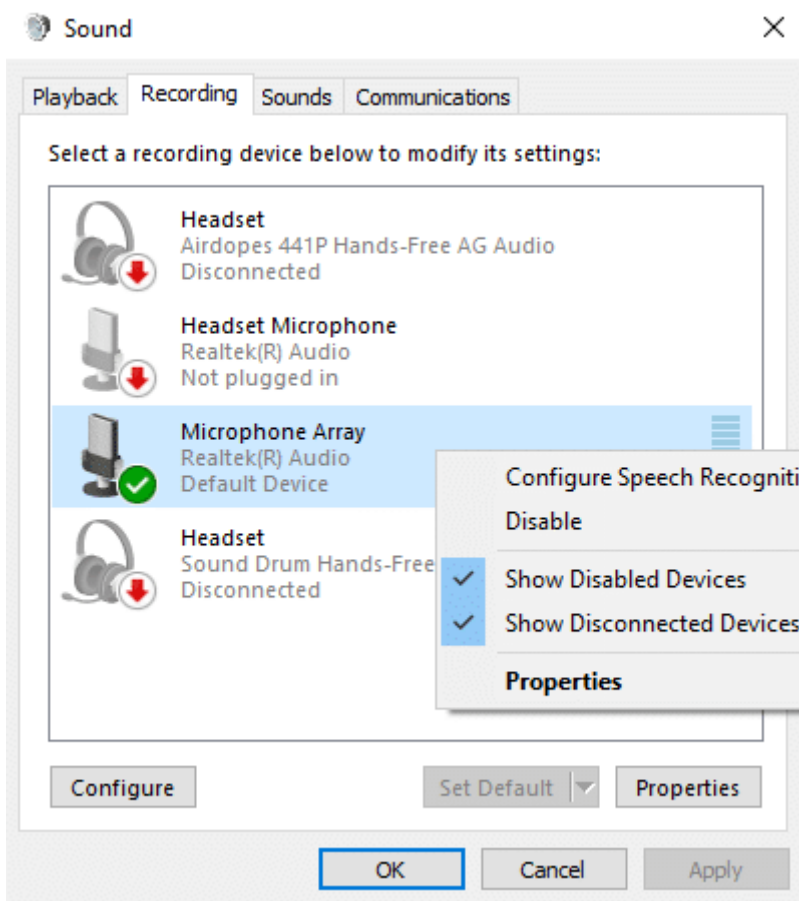 Sound
Playback Recording Sounds Communications
Select a recording device below to modify its settings:
Headset
Airdopes 441P Hands-Free AG Audio
Disconnected
Headset Microphone
Realtek(R) Audio
Not plugged in
Microphone Array
Realtek(R) Audio
Default Device
Headset
Sound Drum Hands-Free
Disconnected
Configure Speech Recogniti
Disable
Show Disabled Devices
Show Disconnected Devices
Properties
Configure Set Default Properties
OK Cancel Apply